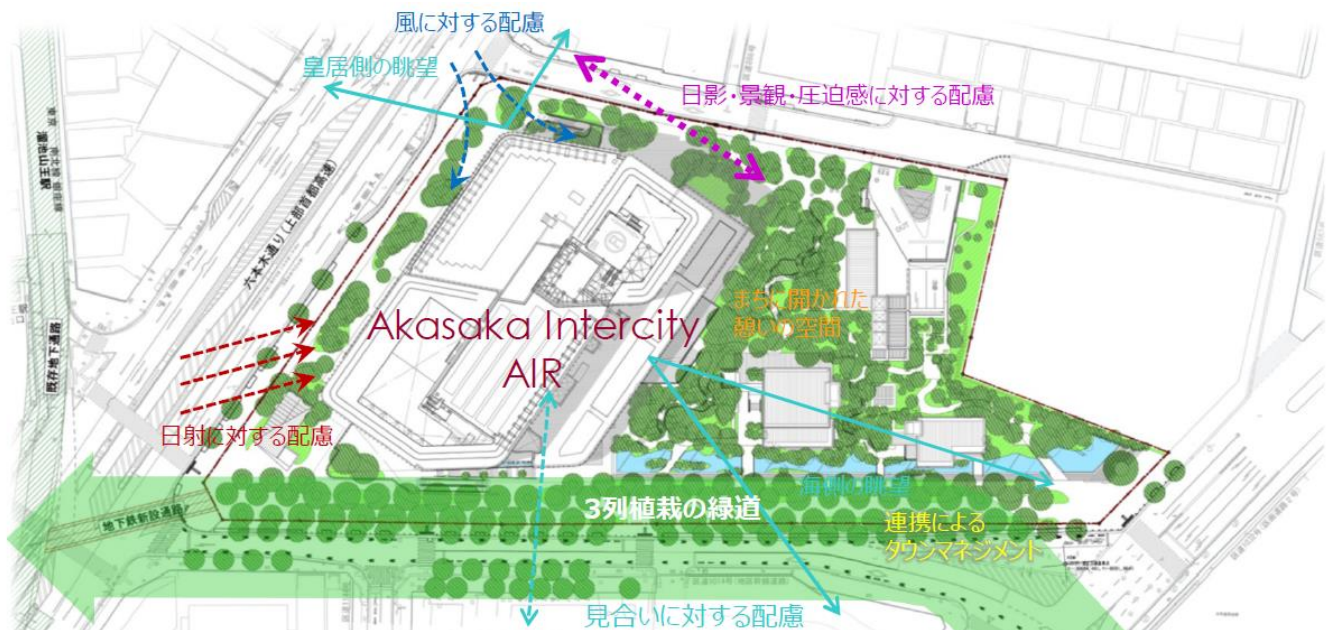 風に対する配慮
皇居側の眺望
日影・景観・圧迫感に対する配慮
溜池山王駅
六本木通り（上部首都高速）
既存地下通路
まちに開かれた
憩いの空間
Akasaka Intercity
AIR
日射に対する配慮
海側の眺望
3列植栽の緑道
地下鉄新設通路
連携による
タウンマネジメント
見合いに対する配慮